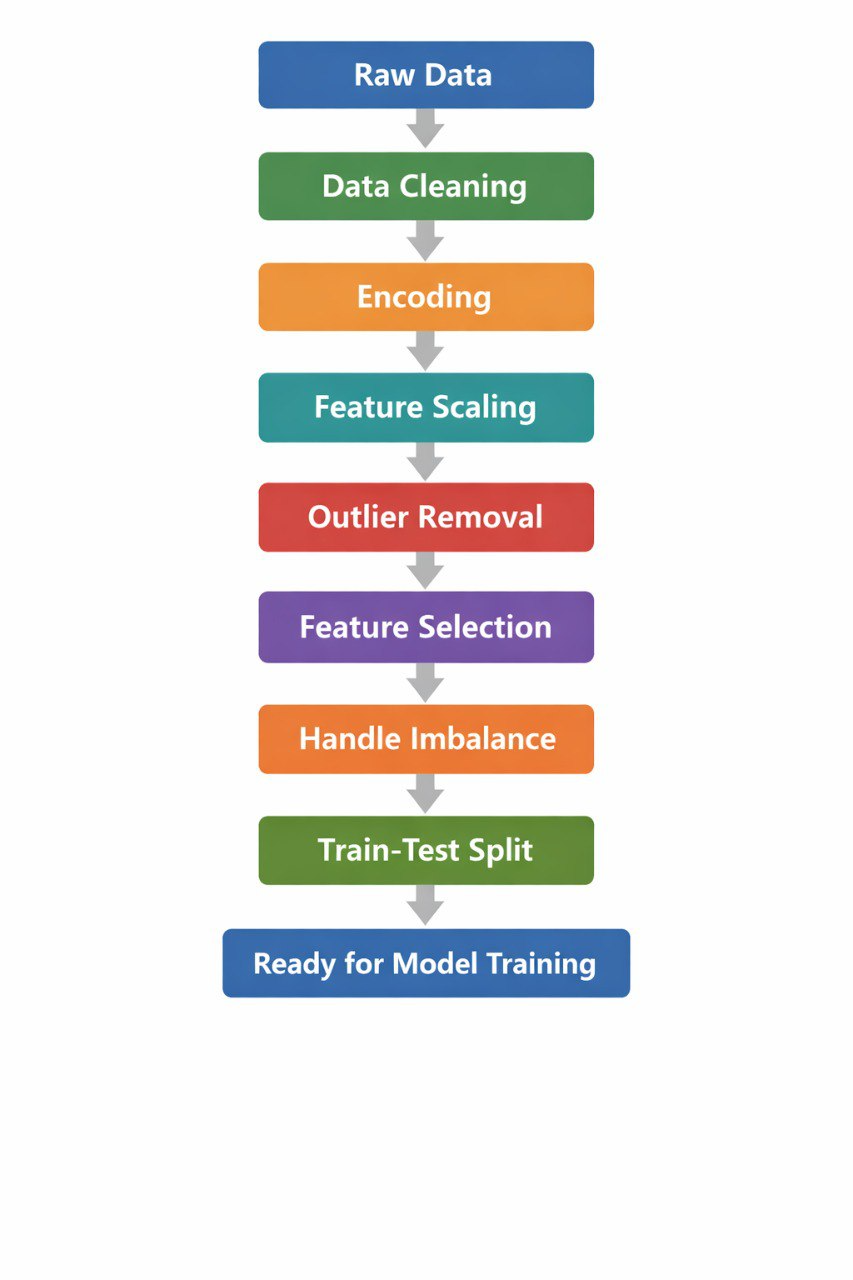 Raw Data
Data Cleaning
Encoding
Feature Scaling
Outlier Removal
Feature Selection
Handle Imbalance
Train-Test Split
Ready for Model Training